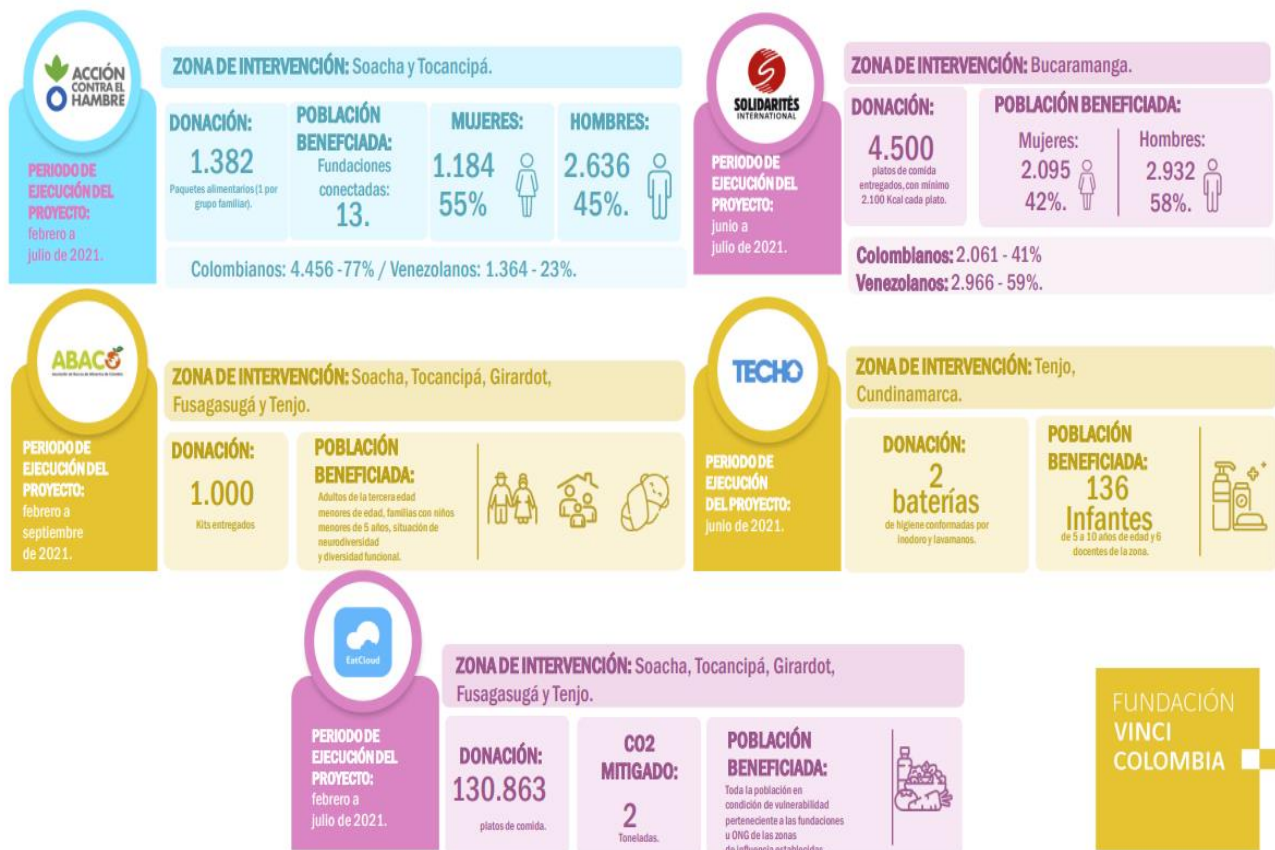 ACCIÓN
CONTRA EL
HAMBRE
PERIODO DE
EJECUCIÓN DEL
PROYECTO:
febrero a
julio de 2021.
ZONA DE INTERVENCIÓN: Soacha y Tocancipá.
DONACIÓN:
1.382
Paquetes alimentarios (1 por
grupo familiar).
POBLACIÓN
BENEFCIADA:
Fundaciones
conectadas:
13.
MUJERES:
1.184
55%
HOMBRES:
2.636
45%.
Colombianos: 4.456 -77% / Venezolanos: 1.364 - 23%.
SOLIDARITÉS
INTERNATIONAL
PERIODO DE
EJECUCIÓN DEL
PROYECTO:
junio a
julio de 2021.
ZONA DE INTERVENCIÓN: Bucaramanga.
DONACIÓN:
4.500
platos de comida
entregados, con mínimo
2.100 Kcal cada plato.
POBLACIÓN BENEFICIADA:
Mujeres:
2.095
42%.
Hombres:
2.932
58%.
Colombianos: 2.061 - 41%
Venezolanos: 2.966 - 59%.
ABACO
Asociación de Bancos de Alimentos de Colombia
PERIODO DE
EJECUCIÓN DEL
PROYECTO:
febrero a
septiembre
de 2021.
ZONA DE INTERVENCIÓN: Soacha, Tocancipá, Girardot,
Fusagasugá y Tenjo.
DONACIÓN:
1.000
Kits entregados
POBLACIÓN
BENEFICIADA:
Adultos de la tercera edad
menores de edad, familias con niños
menores de 5 años, situación de
neurodiversidad
y diversidad funcional.
TECHO
PERIODO DE
EJECUCIÓN
DEL PROYECTO:
junio de 2021.
ZONA DE INTERVENCIÓN: Tenjo,
Cundinamarca.
DONACIÓN:
2
baterías
de higiene conformadas por
inodoro y lavamanos.
POBLACIÓN
BENEFICIADA:
136
Infantes
de 5 a 10 años de edad y 6
docentes de la zona.
EatCloud
PERIODO DE
EJECUCIÓN DEL
PROYECTO:
febrero a
julio de 2021.
ZONA DE INTERVENCIÓN: Soacha, Tocancipá, Girardot,
Fusagasugá y Tenjo.
DONACIÓN:
130.863
platos de comida.
CO2
MITIGADO:
2
Toneladas.
POBLACIÓN
BENEFICIADA:
Toda la población en
condición de vulnerabilidad
perteneciente a las fundaciones
u ONG de las zonas
de influencia establecidas
FUNDACIÓN
VINCI
COLOMBIA